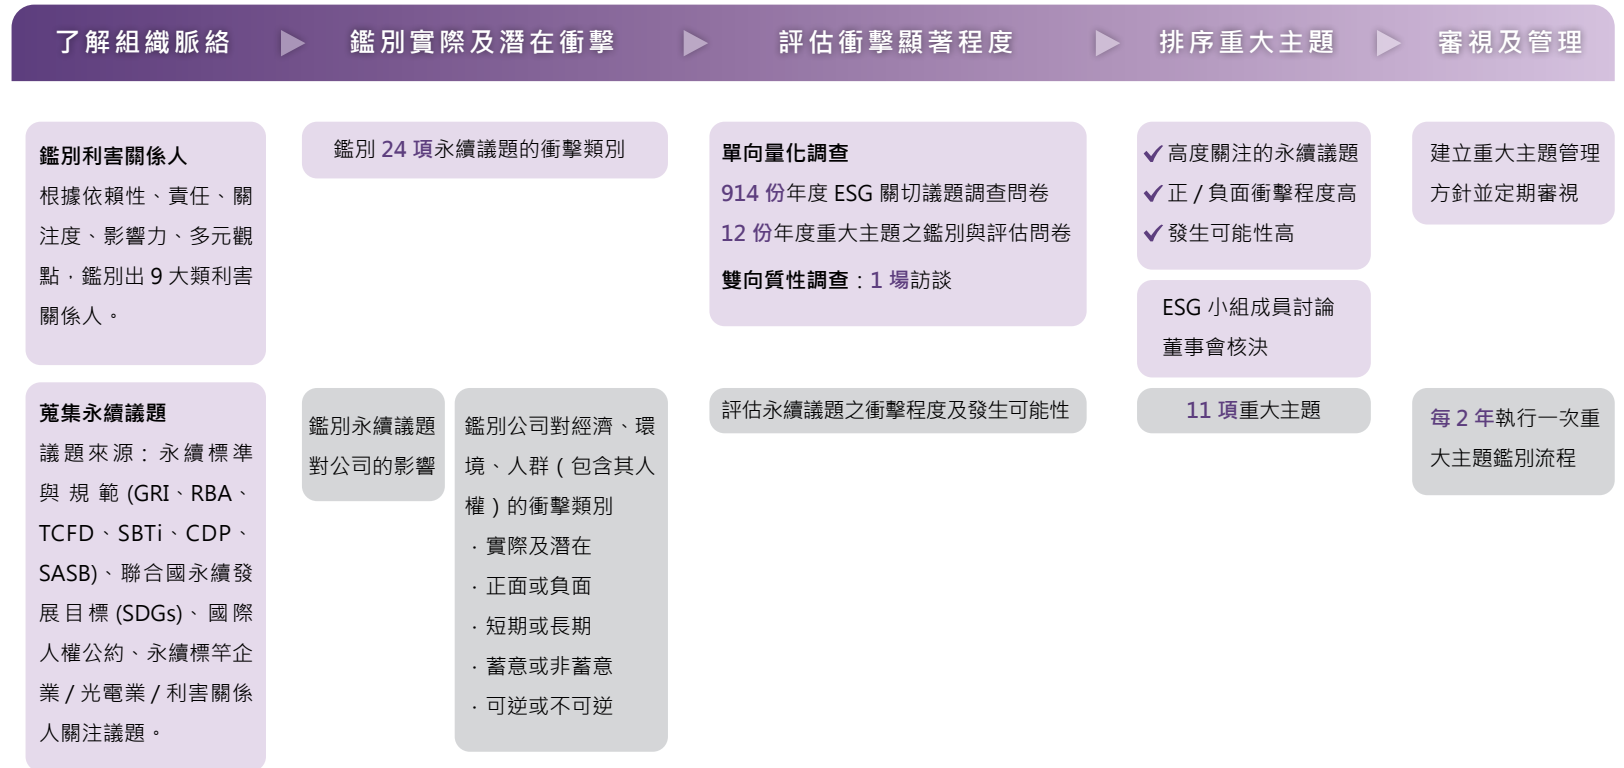 了解組織脈絡
鑑別實際及潛在衝擊
評估衝擊顯著程度
排序重大主題
審視及管理
鑑別利害關係人
根據依賴性、責任、關
注度、影響力、多元觀
點，鑑別出 9 大類利害
關係人。
蒐集永續議題
議題來源：永續標準
與規範 (GRI、RBA、
TCFD、SBTi、CDP、
SASB)、聯合國永續發
展目標 (SDGs)、國際
人權公約、永續標竿企
業 / 光電業 / 利害關係
人關注議題。
鑑別 24 項永續議題的衝擊類別
鑑別永續議題
對公司的影響
鑑別公司對經濟、環
境、人群 ( 包含其人
權 ) 的衝擊類別
．實際及潛在
．正面或負面
．短期或長期
．蓄意或非蓄意
．可逆或不可逆
單向量化調查
914 份年度 ESG 關切議題調查問卷
12 份年度重大主題之鑑別與評估問卷
雙向質性調查：1 場訪談
評估永續議題之衝擊程度及發生可能性
✓ 高度關注的永續議題
✓ 正 / 負面衝擊程度高
✓ 發生可能性高
ESG 小組成員討論
董事會核決
11 項重大主題
建立重大主題管理
方針並定期審視
每 2 年執行一次重
大主題鑑別流程